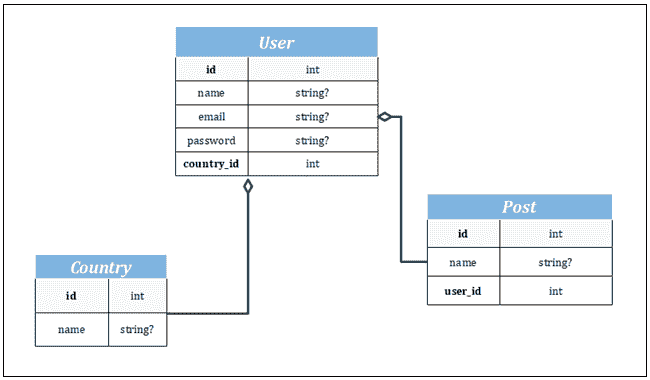 User
id int
name string?
email string?
password string?
country_id int
Post
id int
name string?
user_id int
Country
id int
name string?